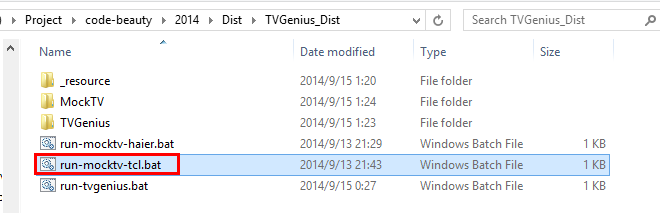 Project ▸ code-beauty ▸ 2014 ▸ Dist ▸ TVGenius_Dist Search TVGenius_Dist
Name Date modified Type Size
_resource 2014/9/15 1:20 File folder
MockTV 2014/9/15 1:24 File folder
TVGenius 2014/9/15 1:23 File folder
run-mocktv-haier.bat 2014/9/13 21:29 Windows Batch File 1 KB
run-mocktv-tcl.bat 2014/9/13 21:43 Windows Batch File 1 KB
run-tvgenius.bat 2014/9/15 0:27 Windows Batch File 1 KB